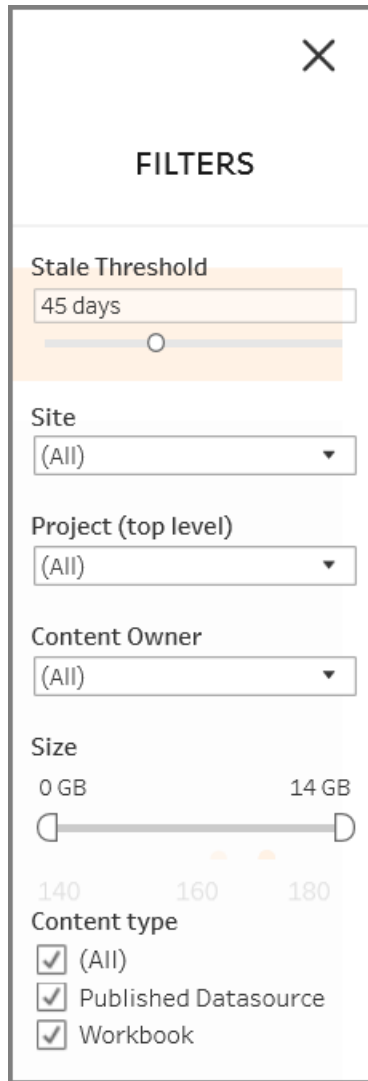 FILTERS
Stale Threshold
45 days
Site
(All)
Project (top level)
(All)
Content Owner
(All)
Size
0 GB 14 GB
140 160 180
Content type
(All)
Published Datasource
Workbook